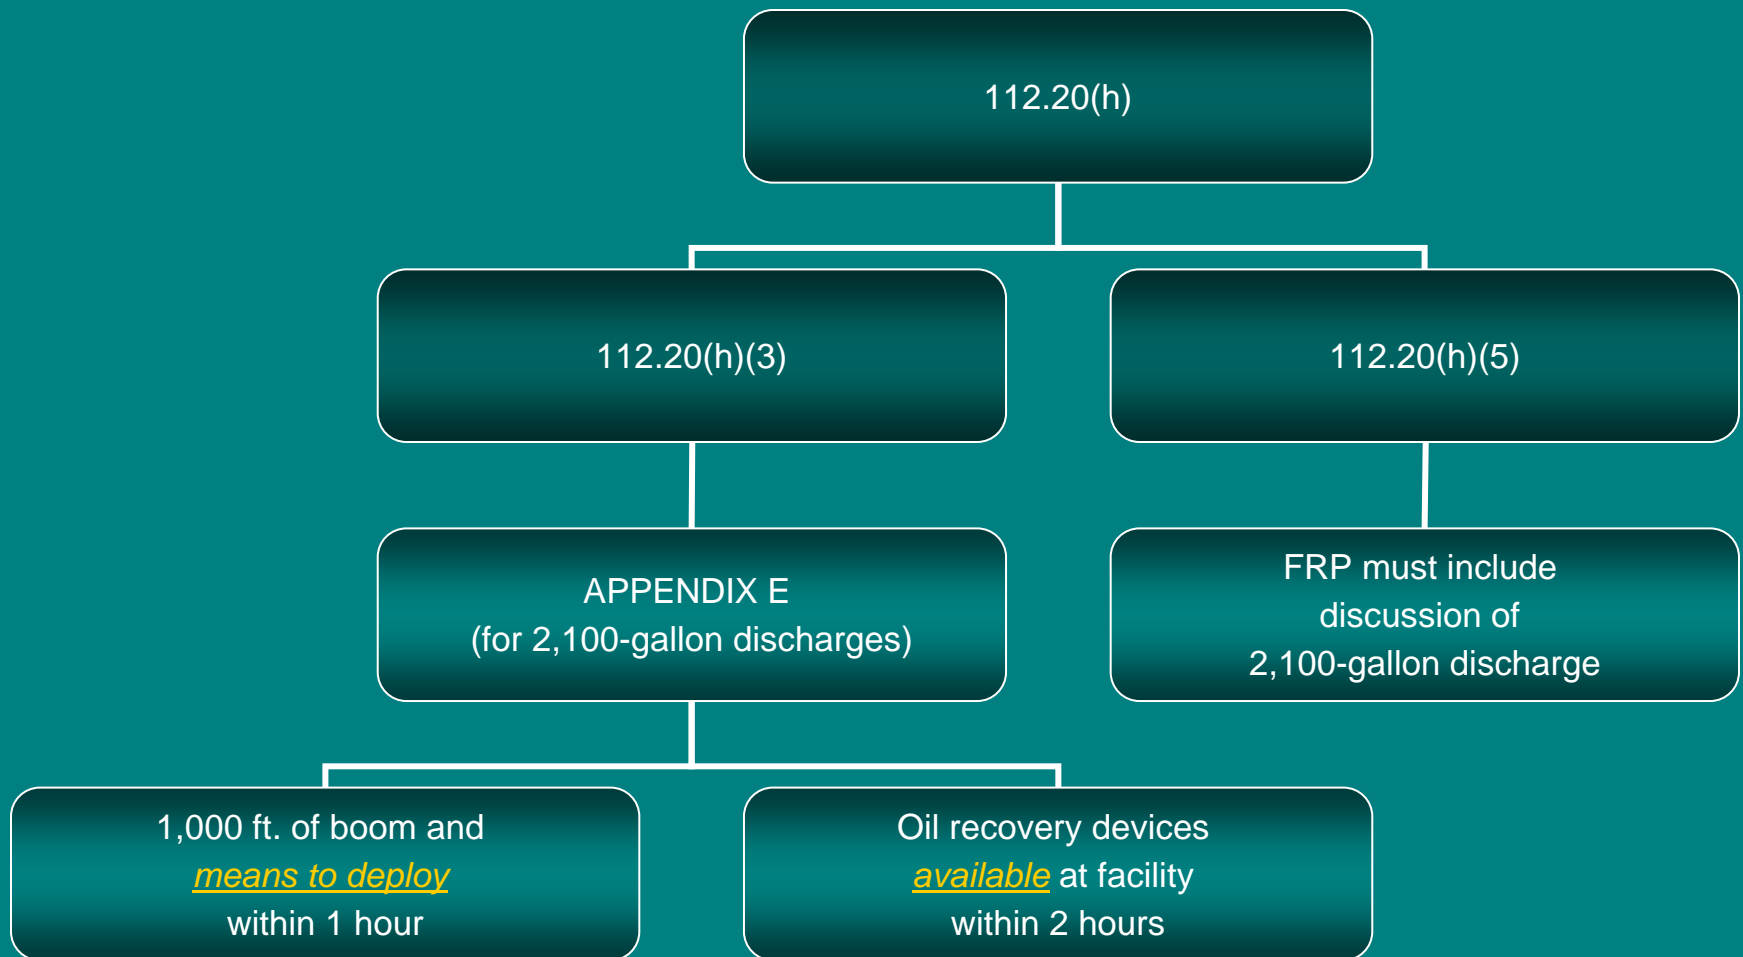 112.20(h)
112.20(h)(3)
112.20(h)(5)
APPENDIX E
(for 2,100-gallon discharges)
FRP must include
discussion of
2,100-gallon discharge
1,000 ft. of boom and
means to deploy
within 1 hour
Oil recovery devices
available at facility
within 2 hours